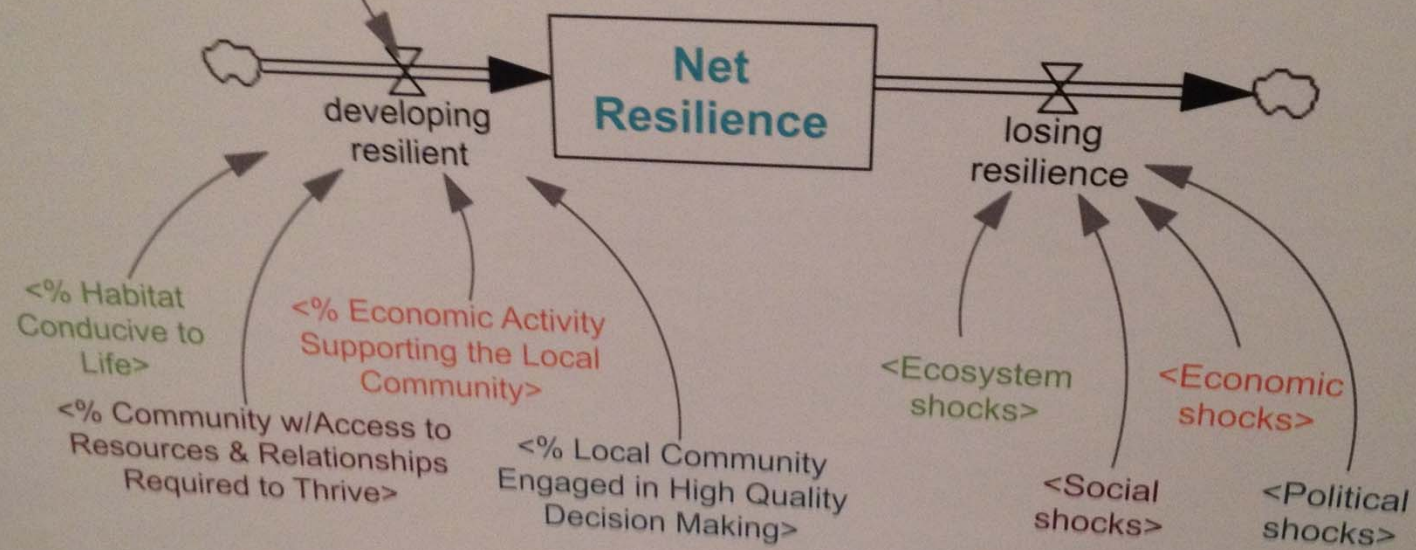 Net
Resilience
developing
resilient
losing
resilience
<% Habitat
Conducive to
Life>
<% Economic Activity
Supporting the Local
Community>
<% Community w/Access to
Resources & Relationships
Required to Thrive>
<% Local Community
Engaged in High Quality
Decision Making>
<Ecosystem
shocks>
<Economic
shocks>
<Social
shocks>
<Political
shocks>